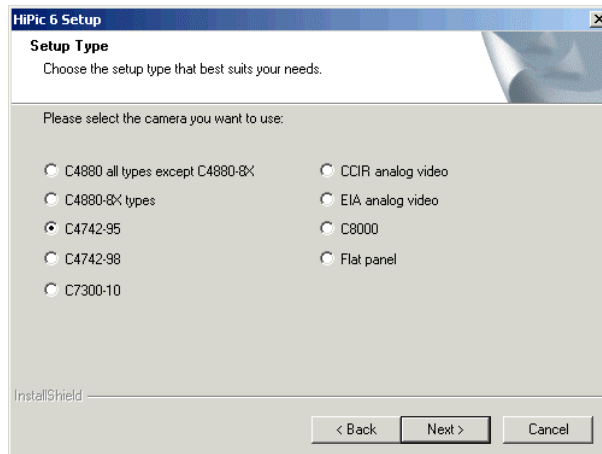 HiPic 6 Setup
Setup Type
Choose the setup type that best suits your needs.
Please select the camera you want to use:
C4880 all types except C4880-8X
C4880-8X types
C4742-95
C4742-98
C7300-10
CCIR analog video
EIA analog video
C8000
Flat panel
InstallShield
< Back
Next >
Cancel